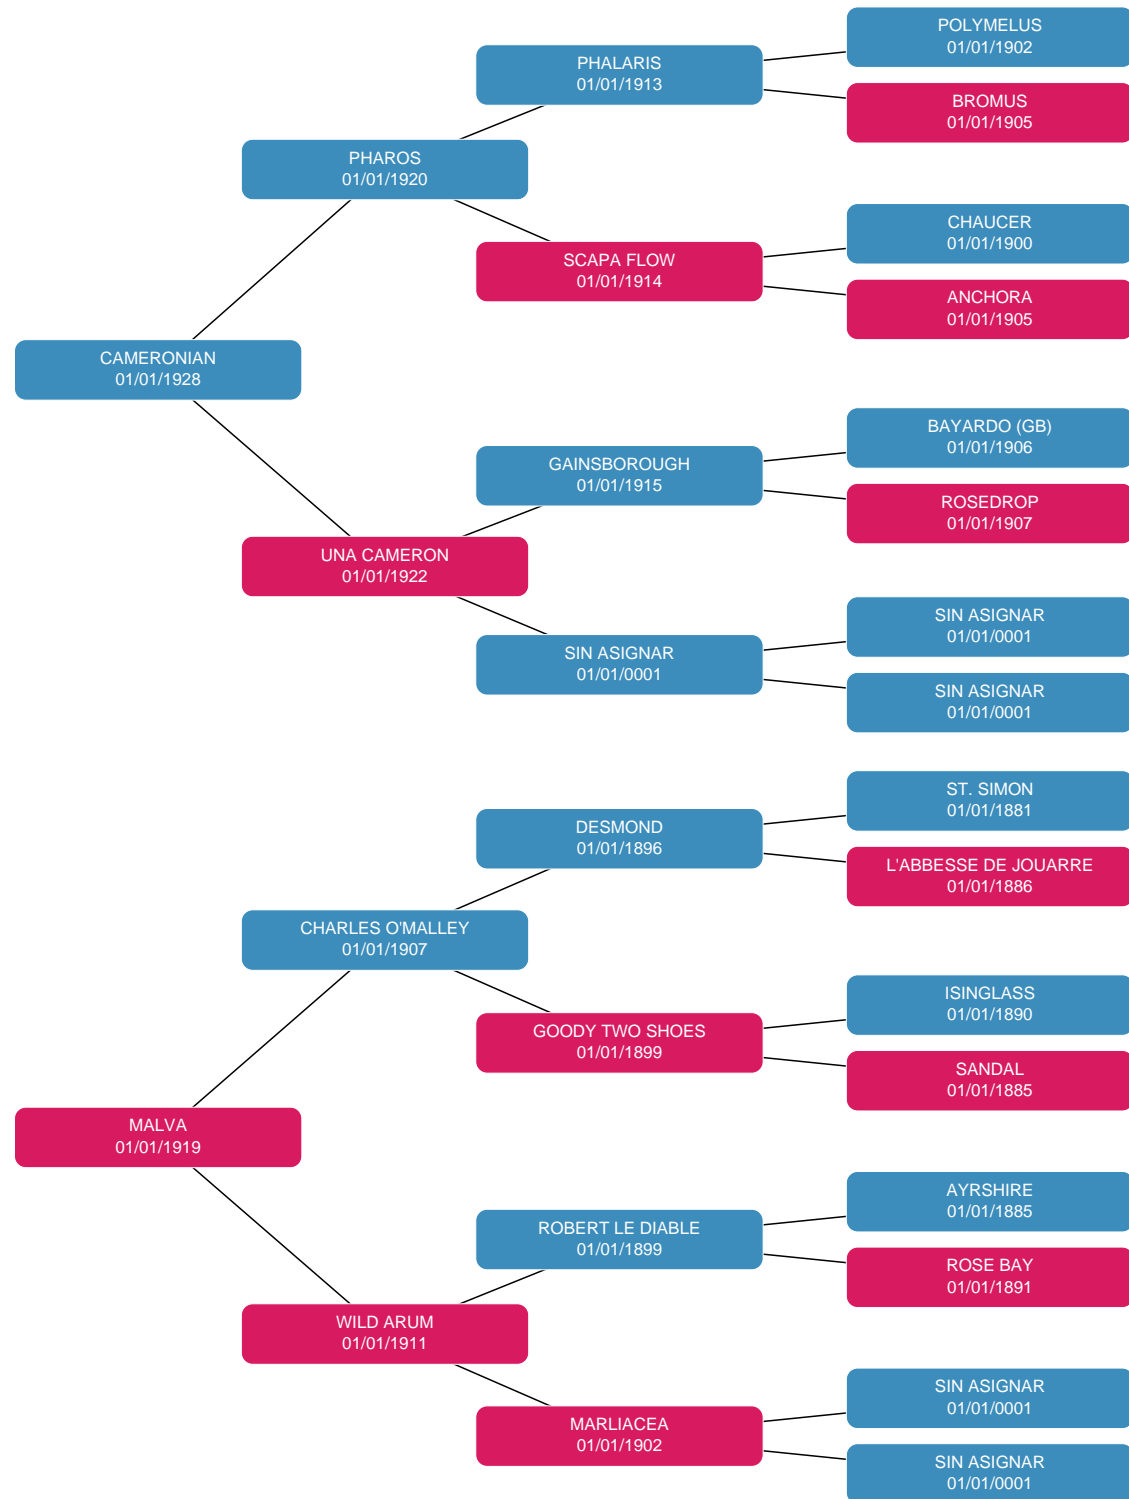 POLYMELUS
01/01/1902
PHALARIS
01/01/1913
BROMUS
01/01/1905
PHAROS
01/01/1920
CHAUCER
01/01/1900
SCAPA FLOW
01/01/1914
ANCHORA
01/01/1905
CAMERONIAN
01/01/1928
BAYARDO (GB)
01/01/1906
GAINSBOROUGH
01/01/1915
ROSEDROP
01/01/1907
UNA CAMERON
01/01/1922
SIN ASIGNAR
01/01/0001
SIN ASIGNAR
01/01/0001
SIN ASIGNAR
01/01/0001
ST. SIMON
01/01/1881
DESMOND
01/01/1896
L'ABBESSE DE JOUARRE
01/01/1886
CHARLES O'MALLEY
01/01/1907
ISINGLASS
01/01/1890
GOODY TWO SHOES
01/01/1899
SANDAL
01/01/1885
MALVA
01/01/1919
AYRSHIRE
01/01/1885
ROBERT LE DIABLE
01/01/1899
ROSE BAY
01/01/1891
WILD ARUM
01/01/1911
SIN ASIGNAR
01/01/0001
MARLIACEA
01/01/1902
SIN ASIGNAR
01/01/0001